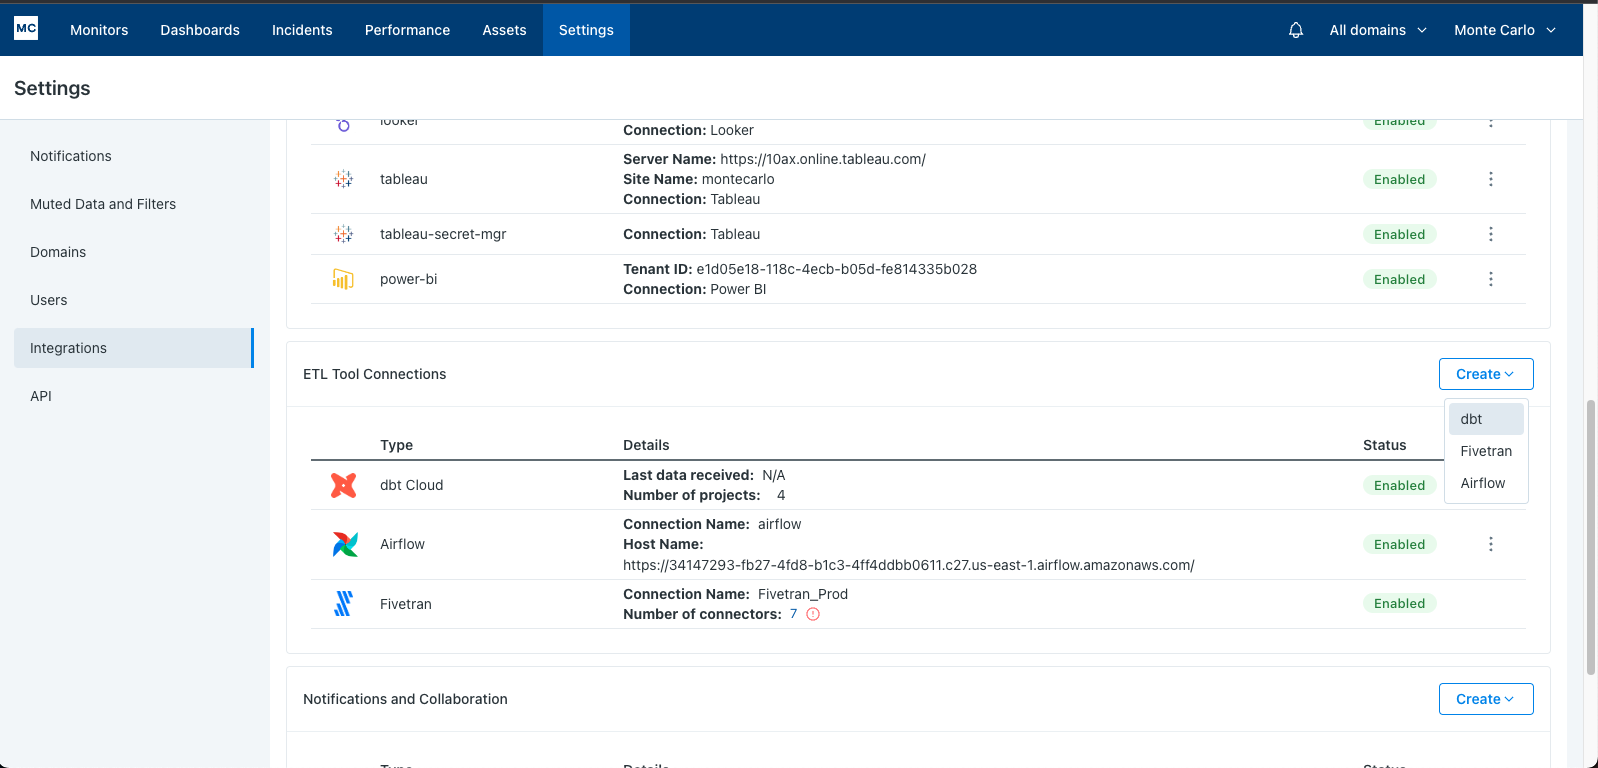 MC Monitors Dashboards Incidents Performance Assets Settings All domains Monte Carlo
Settings
Notifications
Muted Data and Filters
Domains
Users
Integrations
API
looker Connection: Looker Enabled
Server Name: https://10ax.online.tableau.com/
tableau Site Name: montecarlo Enabled
Connection: Tableau
tableau-secret-mgr Connection: Tableau Enabled
Tenant ID: e1d05e18-118c-4ecb-b05d-fe814335b028
power-bi Enabled
Connection: Power BI
ETL Tool Connections Create
dbt
Fivetran
Airflow
Type Details Status
Last data received: N/A
dbt Cloud Enabled
Number of projects: 4
Connection Name: airflow
Airflow Host Name: Enabled
https://34147293-fb27-4fd8-b1c3-4ff4ddbb0611.c27.us-east-1.airflow.amazonaws.com/
Connection Name: Fivetran_Prod
Fivetran Enabled
Number of connectors: 7
Notifications and Collaboration Create
Type Details Status